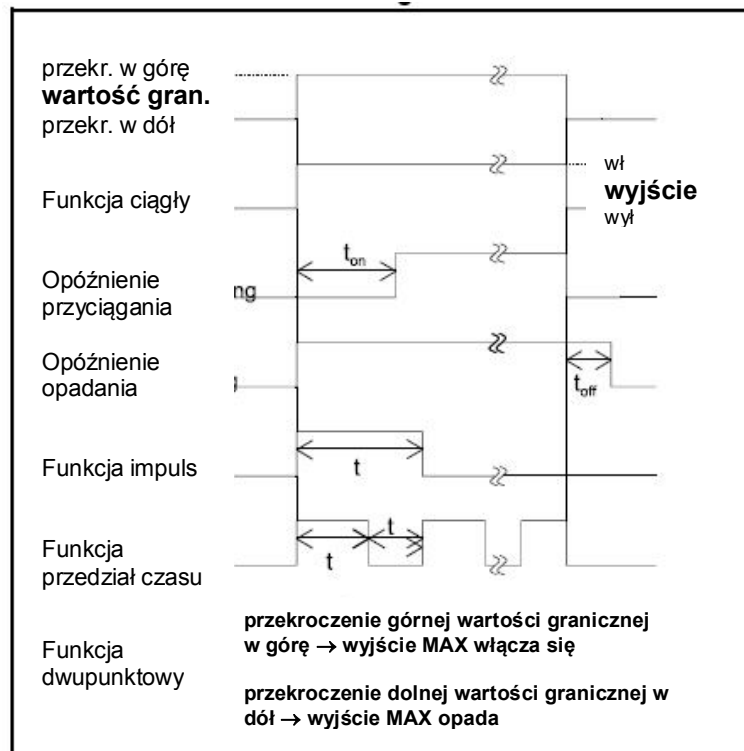 przekr. w górę
wartość gran.
przekr. w dół
wł
wyjście
wył
Funkcja ciągły
t_on
Opóźnienie
przyciągania
ng
Opóźnienie
opadania
t_off
Funkcja impuls
t
Funkcja
przedział czasu
t
t
Funkcja
dwupunktowy
przekroczenie górnej wartości granicznej
w górę → wyjście MAX włącza się
przekroczenie dolnej wartości granicznej w
dół → wyjście MAX opada